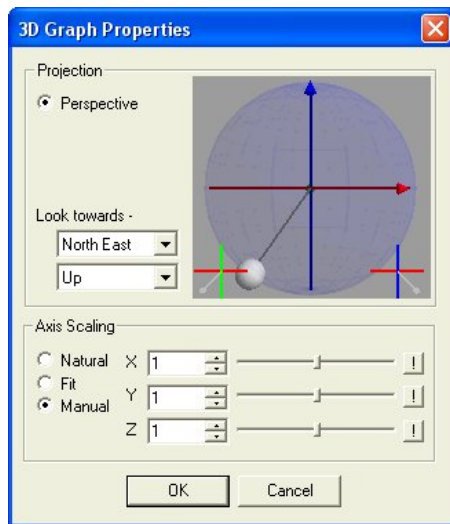 3D Graph Properties
Projection
Perspective
Look towards -
North East
Up
Axis Scaling
Natural X 1 !
Fit
Manual Y 1 !
Z 1 !
OK Cancel